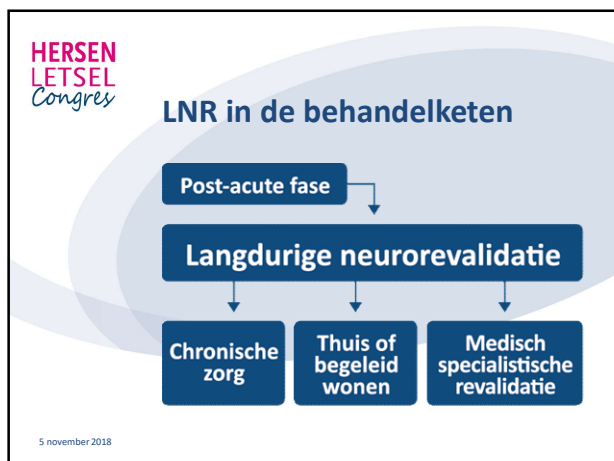 HERSEN
LETSEL
Congres
LNR in de behandelketen
Post-acute fase
Langdurige neurorevalidatie
Chronische
zorg
Thuis of
begeleid
wonen
Medisch
specialistische
revalidatie
5 november 2018